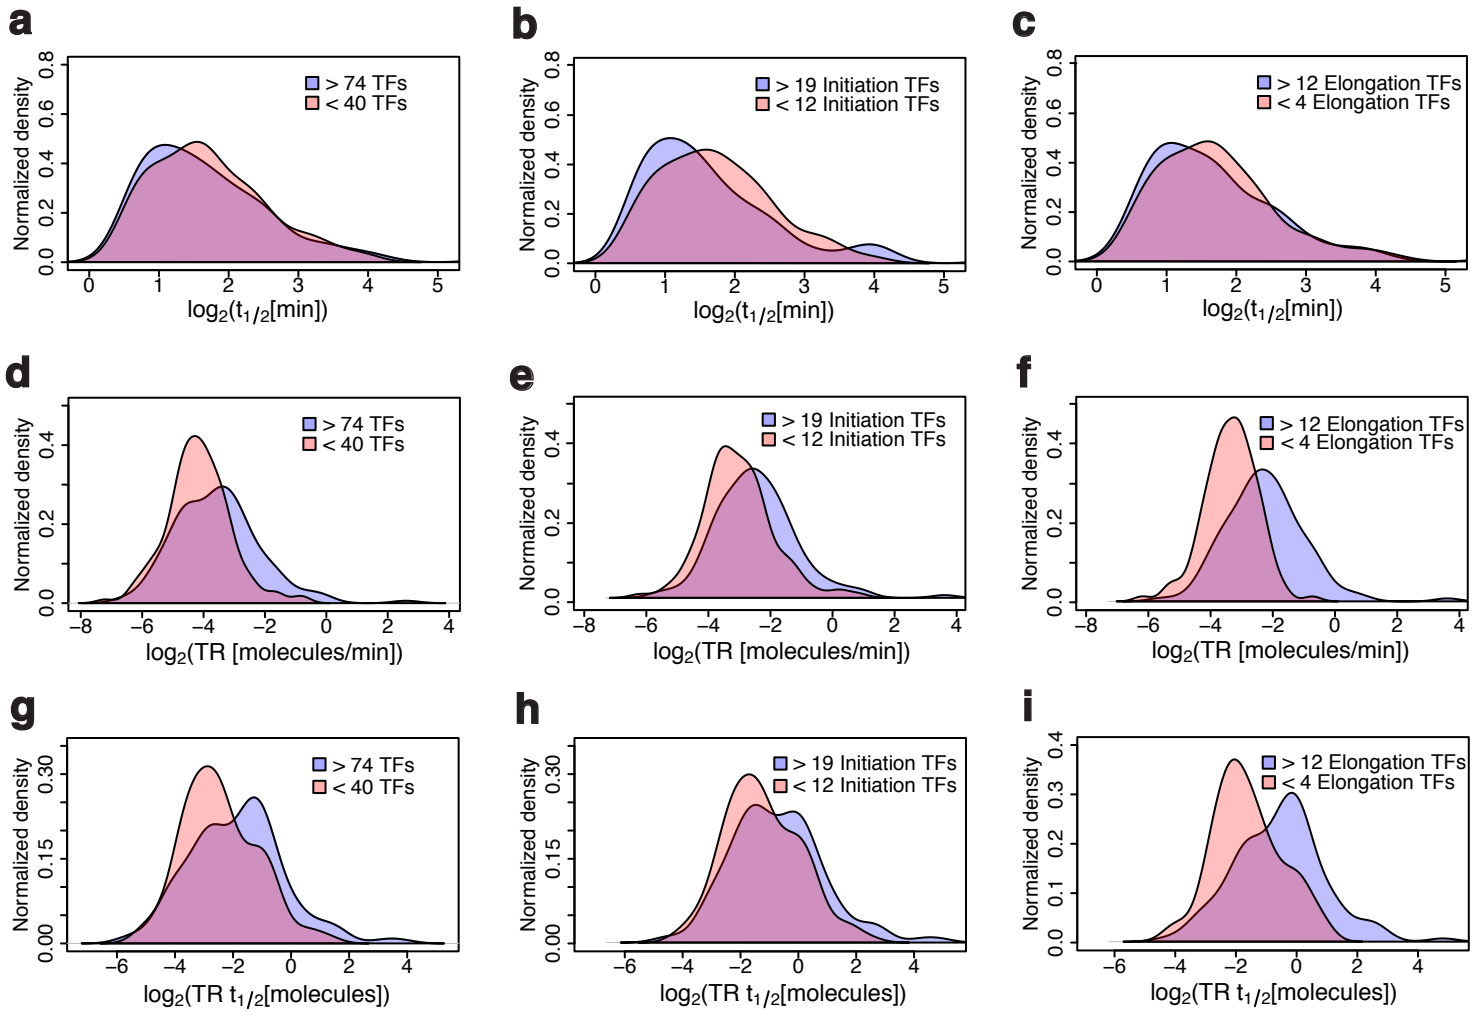 a
Normalized density
0.0 0.2 0.4 0.6 0.8
> 74 TFs
< 40 TFs
0 1 2 3 4 5
log2(t1/2[min])
b
Normalized density
0.0 0.2 0.4 0.6 0.8
> 19 Initiation TFs
< 12 Initiation TFs
0 1 2 3 4 5
log2(t1/2[min])
c
Normalized density
0.0 0.2 0.4 0.6 0.8
> 12 Elongation TFs
< 4 Elongation TFs
0 1 2 3 4 5
log2(t1/2[min])
d
Normalized density
0.0 0.2 0.4
> 74 TFs
< 40 TFs
−8 −6 −4 −2 0 2 4
log2(TR [molecules/min])
e
Normalized density
0.0 0.2 0.4
> 19 Initiation TFs
< 12 Initiation TFs
−8 −6 −4 −2 0 2 4
log2(TR [molecules/min])
f
Normalized density
0.0 0.2 0.4
> 12 Elongation TFs
< 4 Elongation TFs
−8 −6 −4 −2 0 2 4
log2(TR [molecules/min])
g
Normalized density
0.00 0.15 0.30
> 74 TFs
< 40 TFs
−6 −4 −2 0 2 4
log2(TR t1/2[molecules])
h
Normalized density
0.00 0.15 0.30
> 19 Initiation TFs
< 12 Initiation TFs
−6 −4 −2 0 2 4
log2(TR t1/2[molecules])
i
Normalized density
0.0 0.1 0.2 0.3 0.4
> 12 Elongation TFs
< 4 Elongation TFs
−6 −4 −2 0 2 4
log2(TR t1/2[molecules])